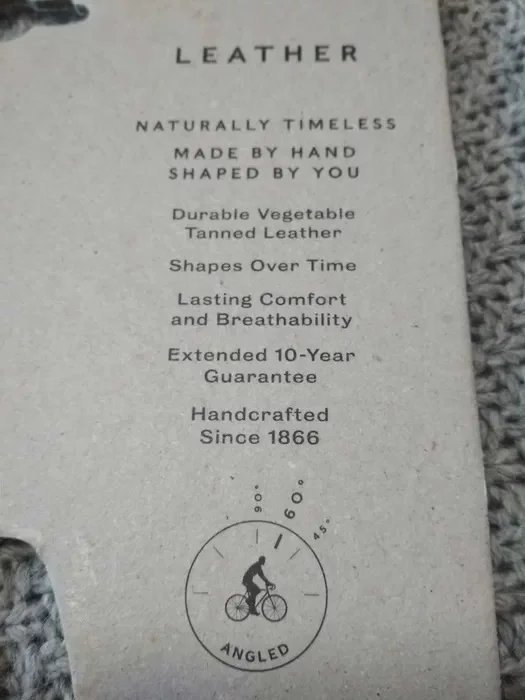 LEATHER
NATURALLY TIMELESS
MADE BY HAND
SHAPED BY YOU
Durable Vegetable
Tanned Leather
Shapes Over Time
Lasting Comfort
and Breathability
Extended 10-Year
Guarantee
Handcrafted
Since 1866
90°
60°
45°
ANGLED